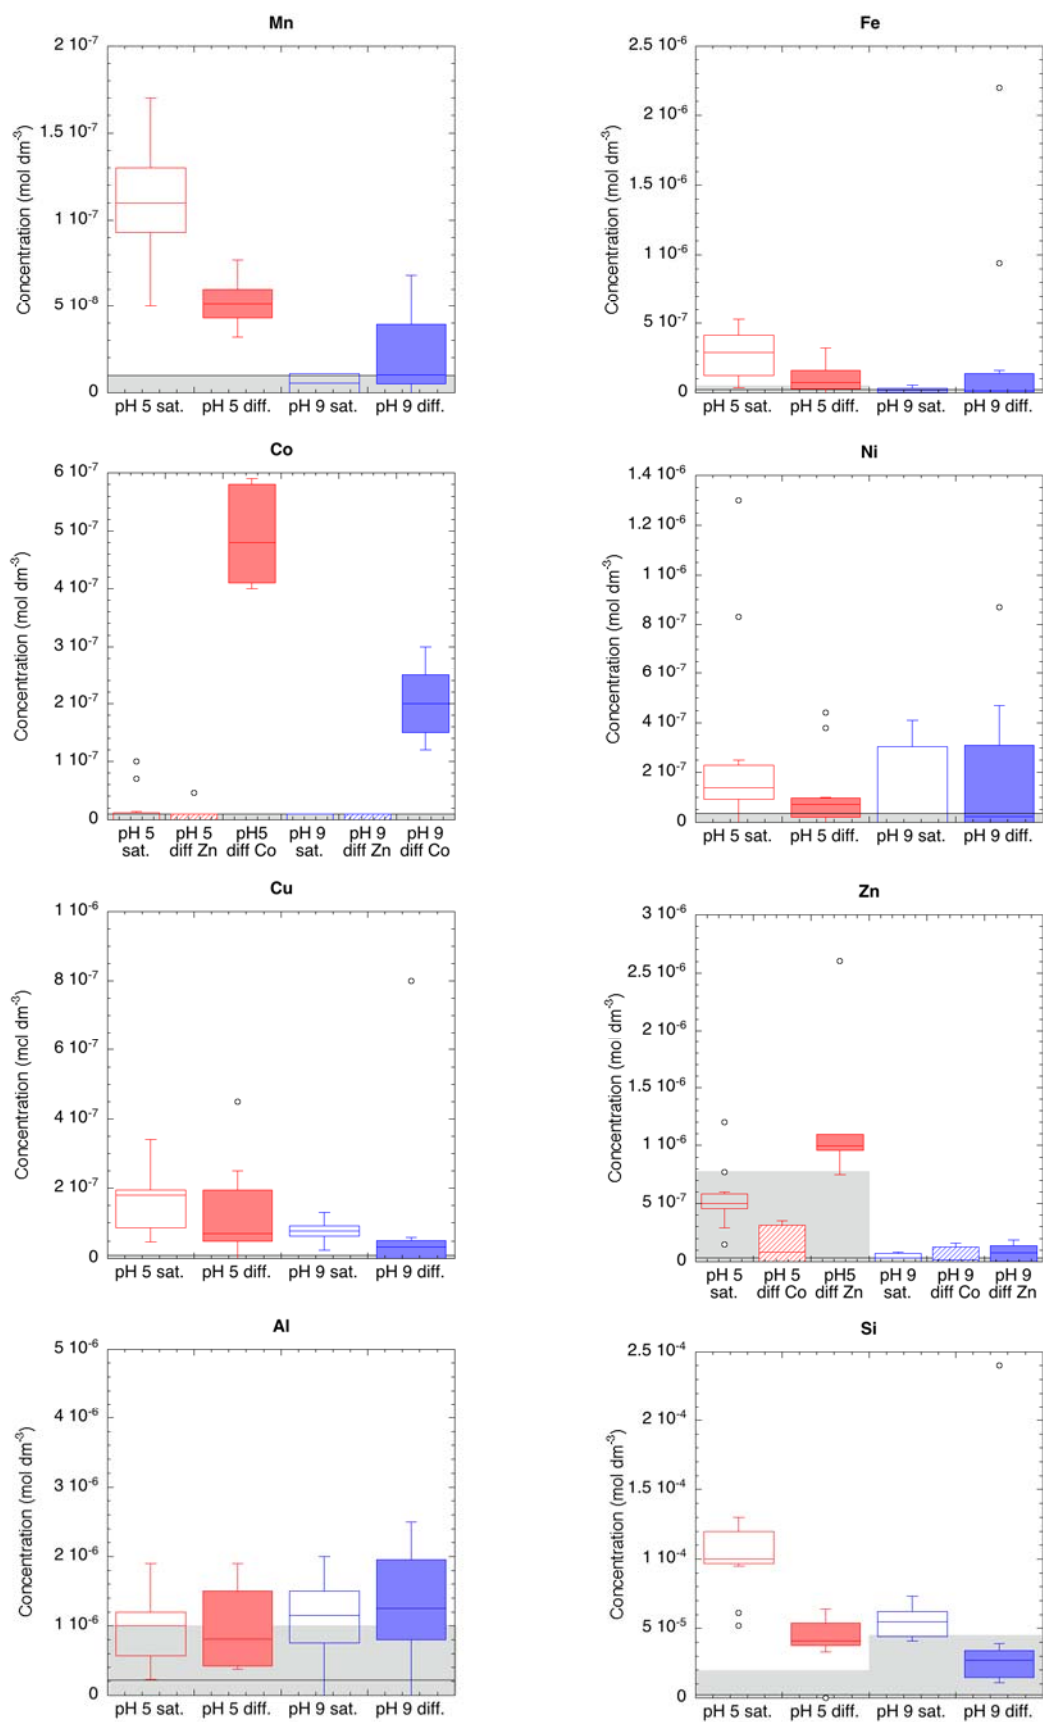 Mn
Concentration (mol dm-3)
2 10-7
1.5 10-7
1 10-7
5 10-8
0
pH 5 sat. pH 5 diff. pH 9 sat. pH 9 diff.
Fe
Concentration (mol dm-3)
2.5 10-6
2 10-6
1.5 10-6
1 10-6
5 10-7
0
pH 5 sat. pH 5 diff. pH 9 sat. pH 9 diff.
Co
Concentration (mol dm-3)
6 10-7
5 10-7
4 10-7
3 10-7
2 10-7
1 10-7
0
pH 5 pH 5 pH5 pH 9 pH 9 pH 9
sat. diff Zn diff Co sat. diff Zn diff Co
Ni
Concentration (mol dm-3)
1.4 10-6
1.2 10-6
1 10-6
8 10-7
6 10-7
4 10-7
2 10-7
0
pH 5 sat. pH 5 diff. pH 9 sat. pH 9 diff.
Cu
Concentration (mol dm-3)
1 10-6
8 10-7
6 10-7
4 10-7
2 10-7
0
pH 5 sat. pH 5 diff. pH 9 sat. pH 9 diff.
Zn
Concentration (mol dm-3)
3 10-6
2.5 10-6
2 10-6
1.5 10-6
1 10-6
5 10-7
0
pH 5 pH 5 pH5 pH 9 pH 9 pH 9
sat. diff Co diff Zn sat. diff Co diff Zn
Al
Concentration (mol dm-3)
5 10-6
4 10-6
3 10-6
2 10-6
1 10-6
0
pH 5 sat. pH 5 diff. pH 9 sat. pH 9 diff.
Si
Concentration (mol dm-3)
2.5 10-4
2 10-4
1.5 10-4
1 10-4
5 10-5
0
pH 5 sat. pH 5 diff. pH 9 sat. pH 9 diff.